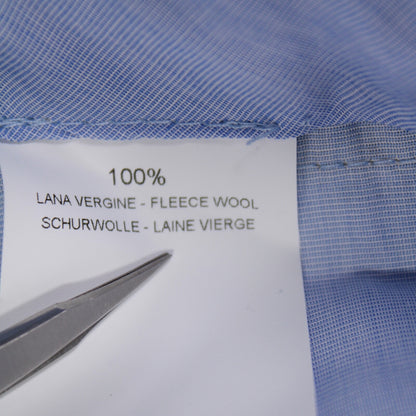 100%
LANA VERGINE - FLEECE WOOL
SCHURWOLLE - LAINE VIERGE